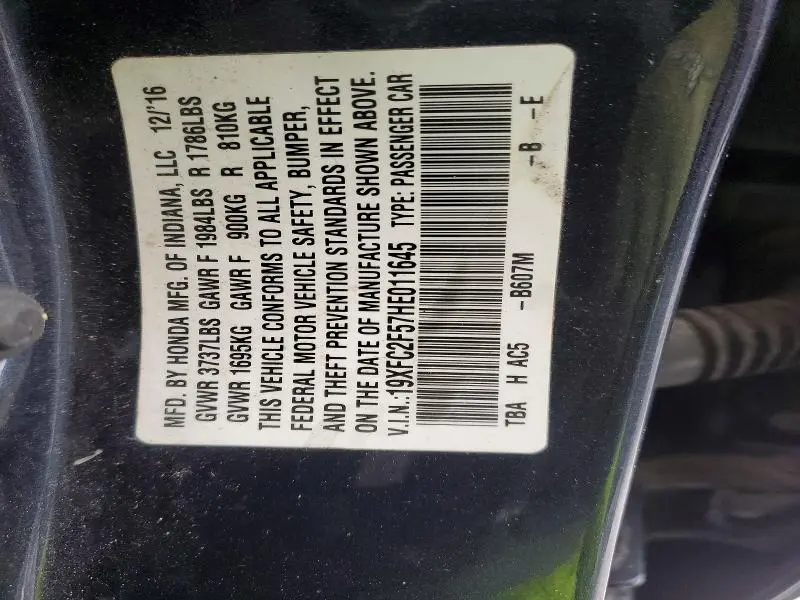 MFD. BY HONDA MFG. OF INDIANA, LLC 12/'16
GVWR 3737LBS GAWR F 1984LBS R 1786LBS
GVWR 1695KG GAWR F 900KG R 810KG
THIS VEHICLE CONFORMS TO ALL APPLICABLE
FEDERAL MOTOR VEHICLE SAFETY, BUMPER,
AND THEFT PREVENTION STANDARDS IN EFFECT
ON THE DATE OF MANUFACTURE SHOWN ABOVE.
V.I.N.:19XFC2F57HE011645 TYPE: PASSENGER CAR
TBA H AC5 -B607M -B -E